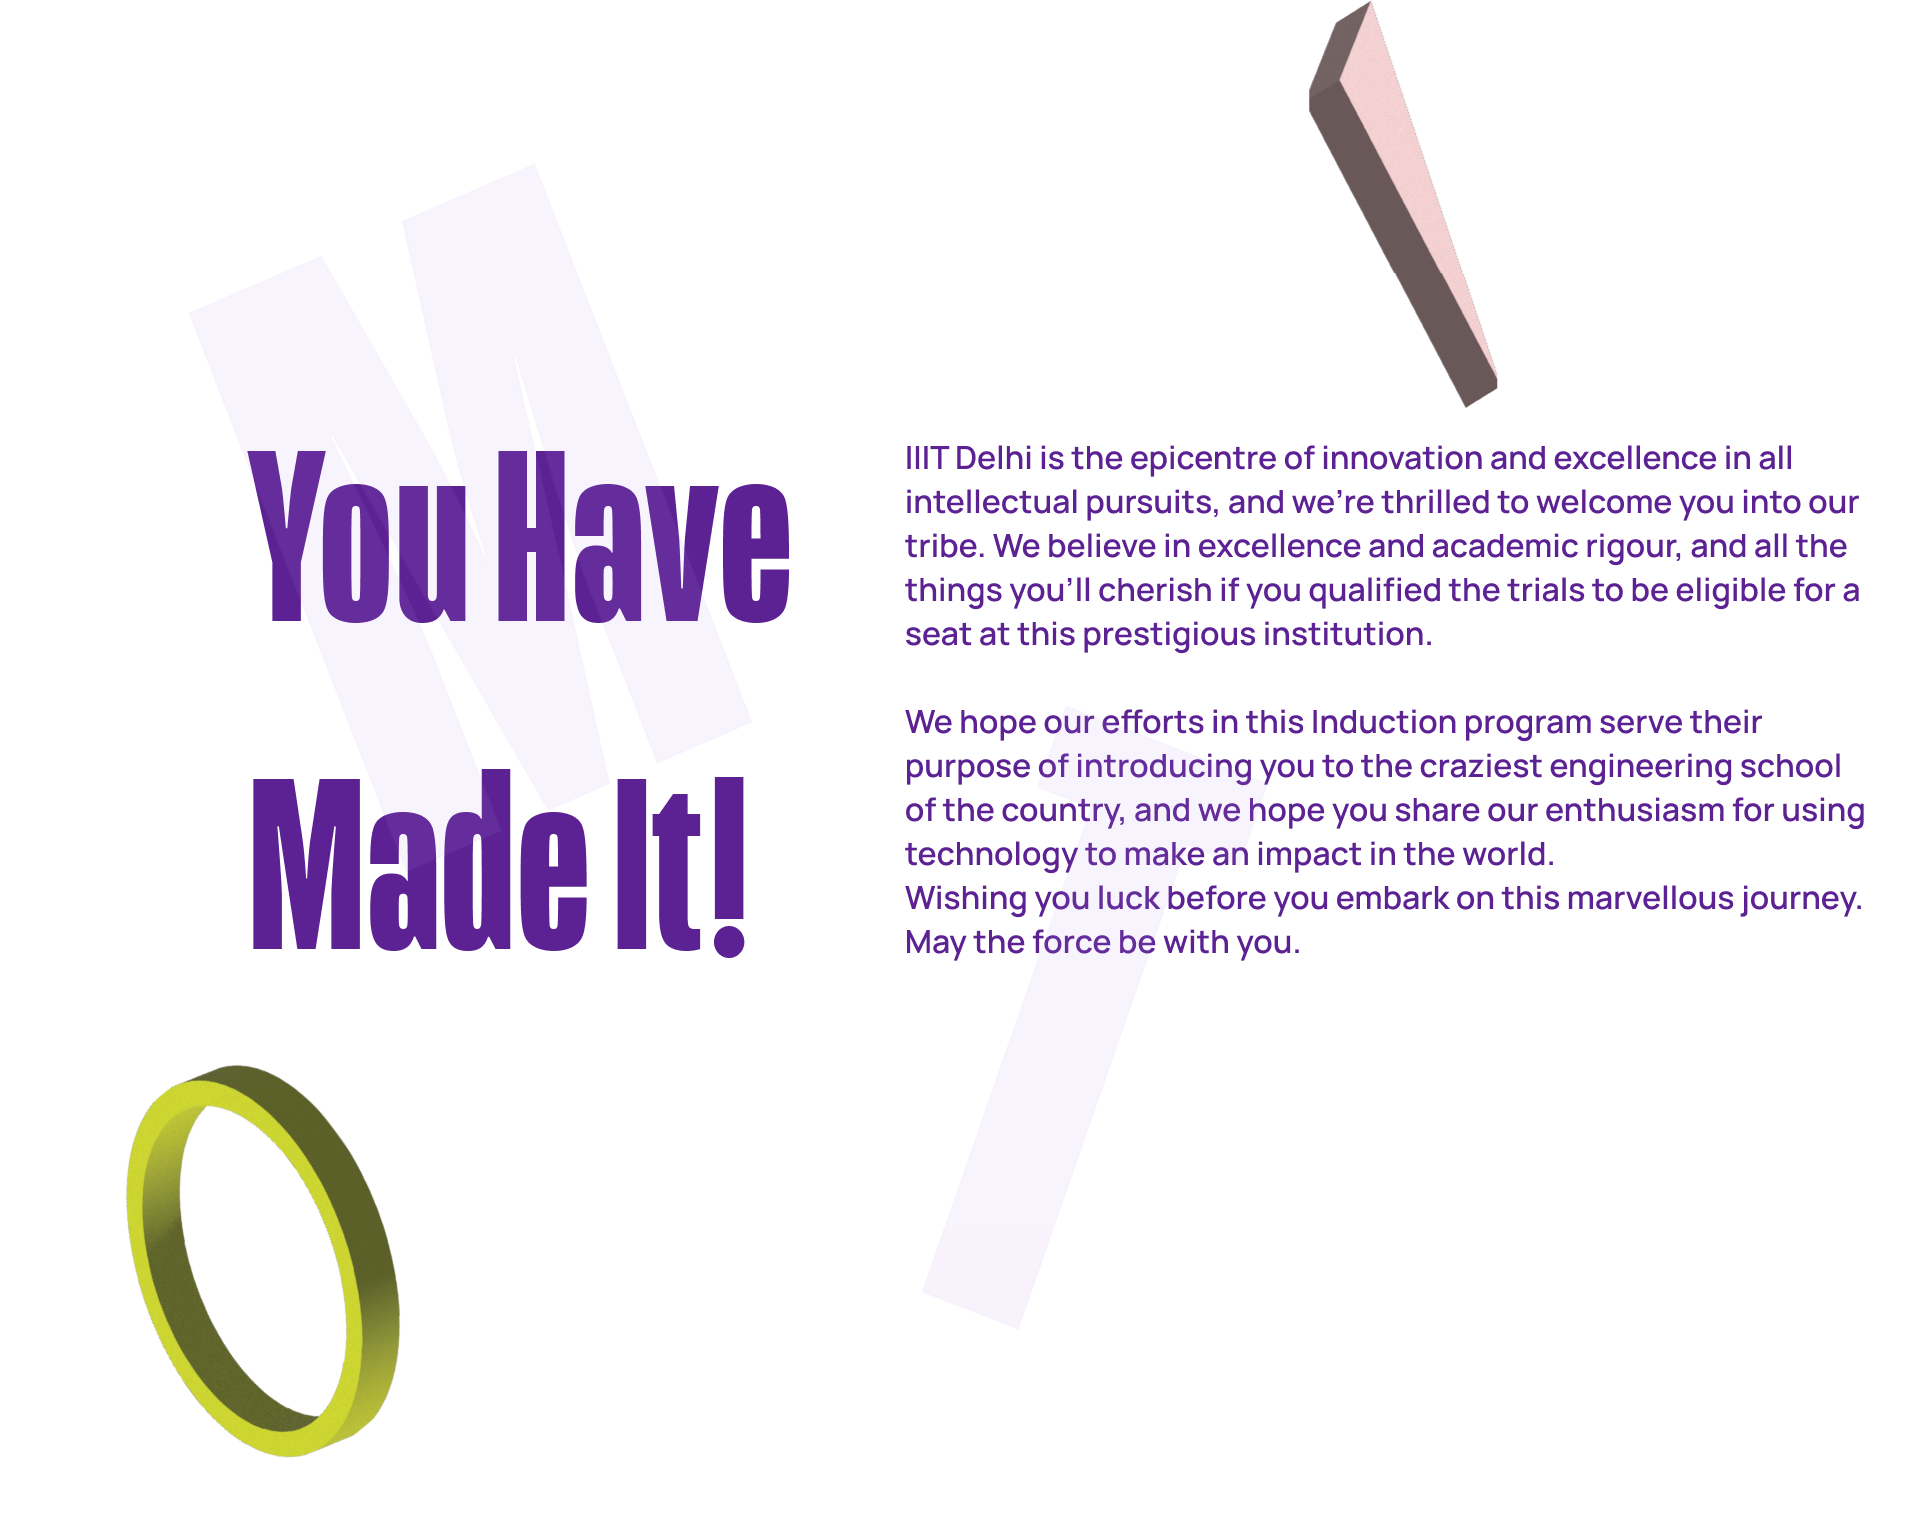 You Have
Made It!
IIIT Delhi is the epicentre of innovation and excellence in all
intellectual pursuits, and we’re thrilled to welcome you into our
tribe. We believe in excellence and academic rigour, and all the
things you’ll cherish if you qualified the trials to be eligible for a
seat at this prestigious institution.
We hope our efforts in this Induction program serve their
purpose of introducing you to the craziest engineering school
of the country, and we hope you share our enthusiasm for using
technology to make an impact in the world.
Wishing you luck before you embark on this marvellous journey.
May the force be with you.
M
1